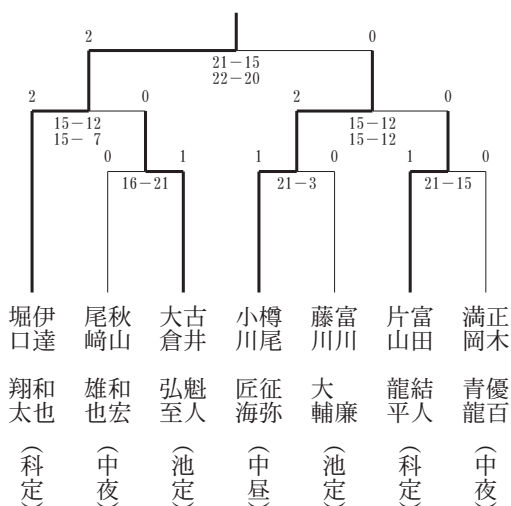 2 0
21−15
22−20
2 0 2 0
15−12 15−12
15− 7 15−12
0 1 1 0 1 0
16−21 21−3 21−15
伊達 和也
堀口 翔太
(科定)
秋山 和宏
尾﨑 雄也
(中夜)
古井 魁人
大倉 弘至
(池定)
樽尾 征弥
小川 匠海
(中昼)
富川 廉
藤川 大輔
(池定)
富田 結人
片山 龍平
(科定)
正木 優百
満岡 青龍
(中夜)